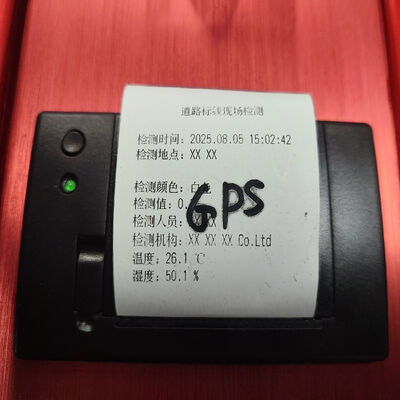 道路标线现场检测
检测时间: 2025.08.05 15:02:42
检测地点: XX XX
检测颜色: 白
检测值: 0.
检测人员: XX
检测机构: XX XX XX Co.Ltd
温度: 26.1 ℃
湿度: 50.1 %
GPS